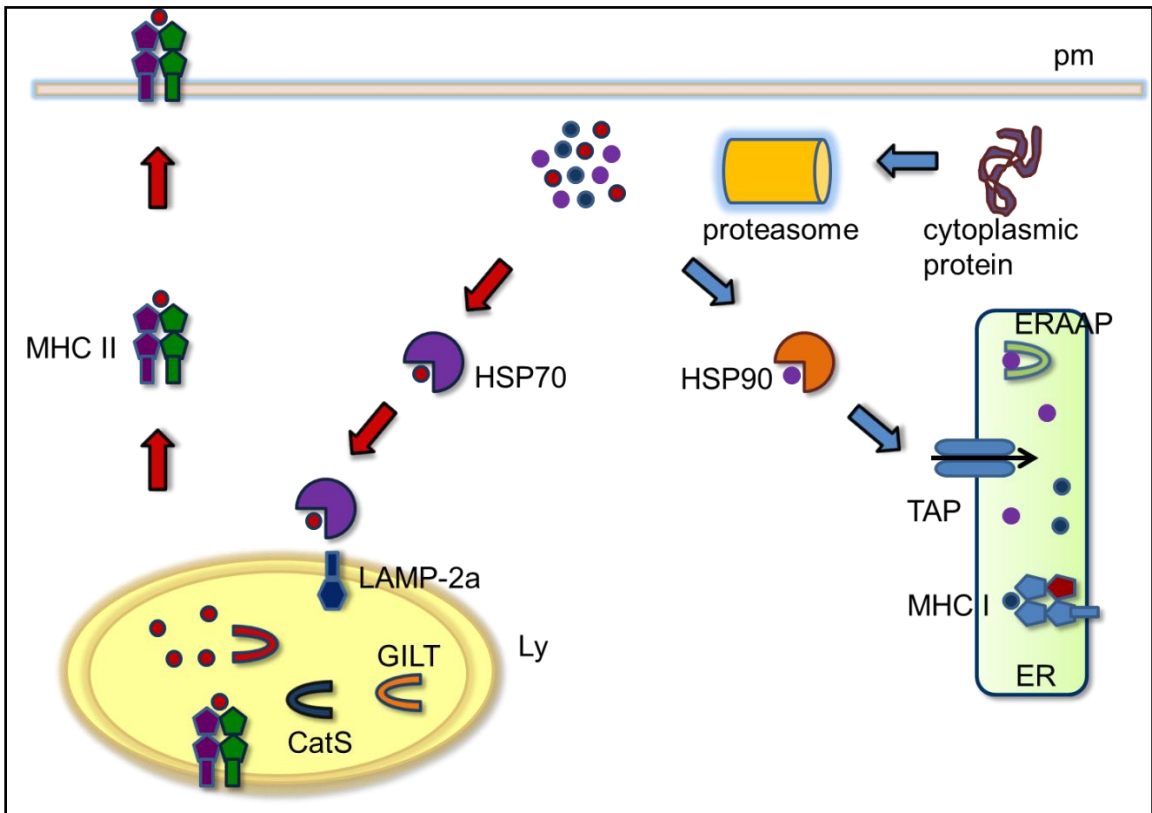 pm
proteasome
cytoplasmic
protein
ERAAP
MHC II
HSP70
HSP90
TAP
LAMP-2a
MHC I
Ly
GILT
CatS
ER